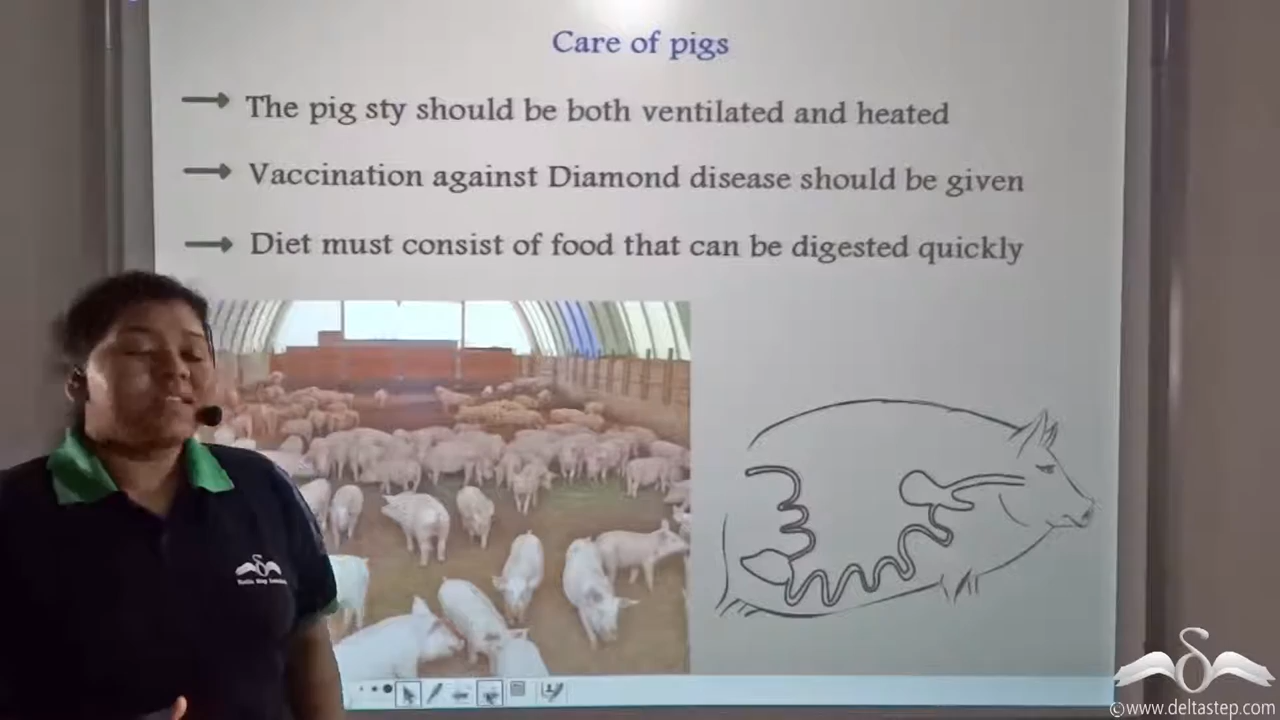 Care of pigs
→ The pig sty should be both ventilated and heated
→ Vaccination against Diamond disease should be given
→ Diet must consist of food that can be digested quickly
©www.deltastep.com